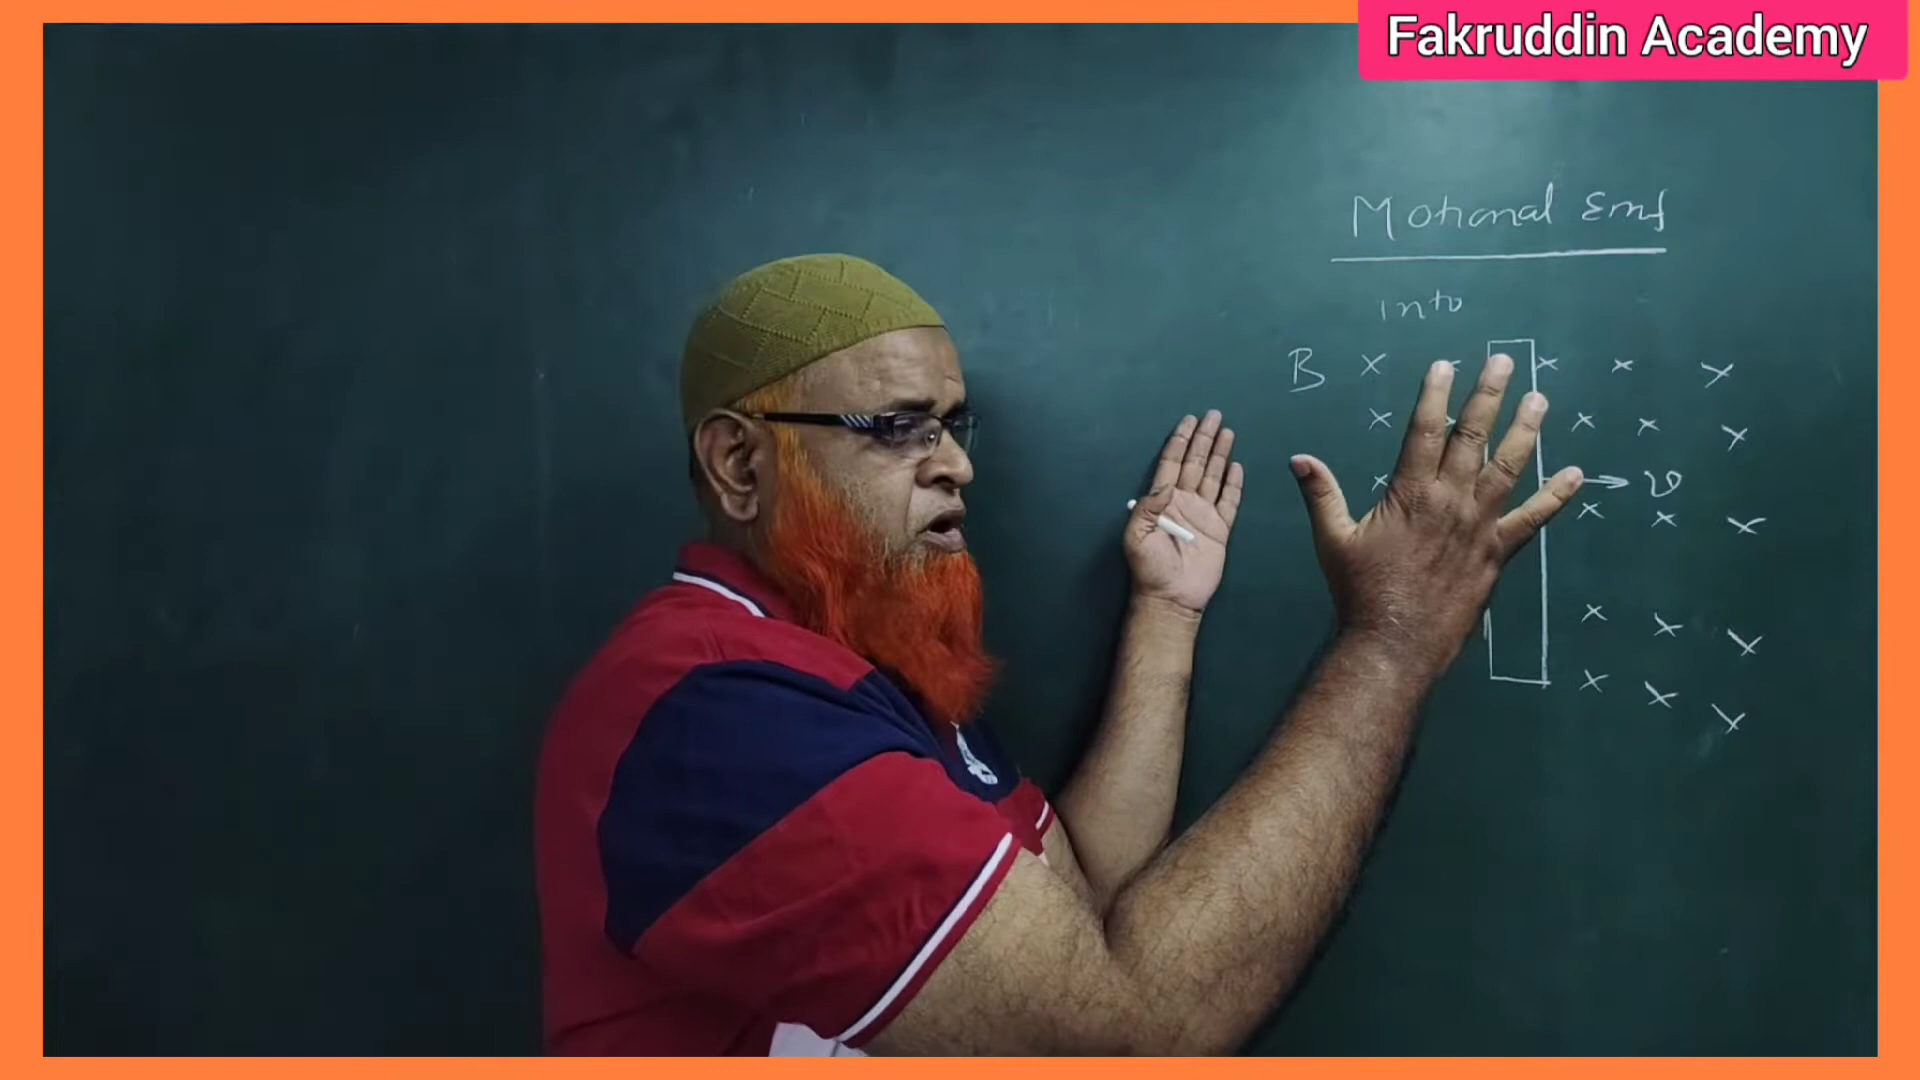 Fakruddin Academy
Motional Emf
into
B x x x x
x x x x
x v
x x x
x x x
x x x